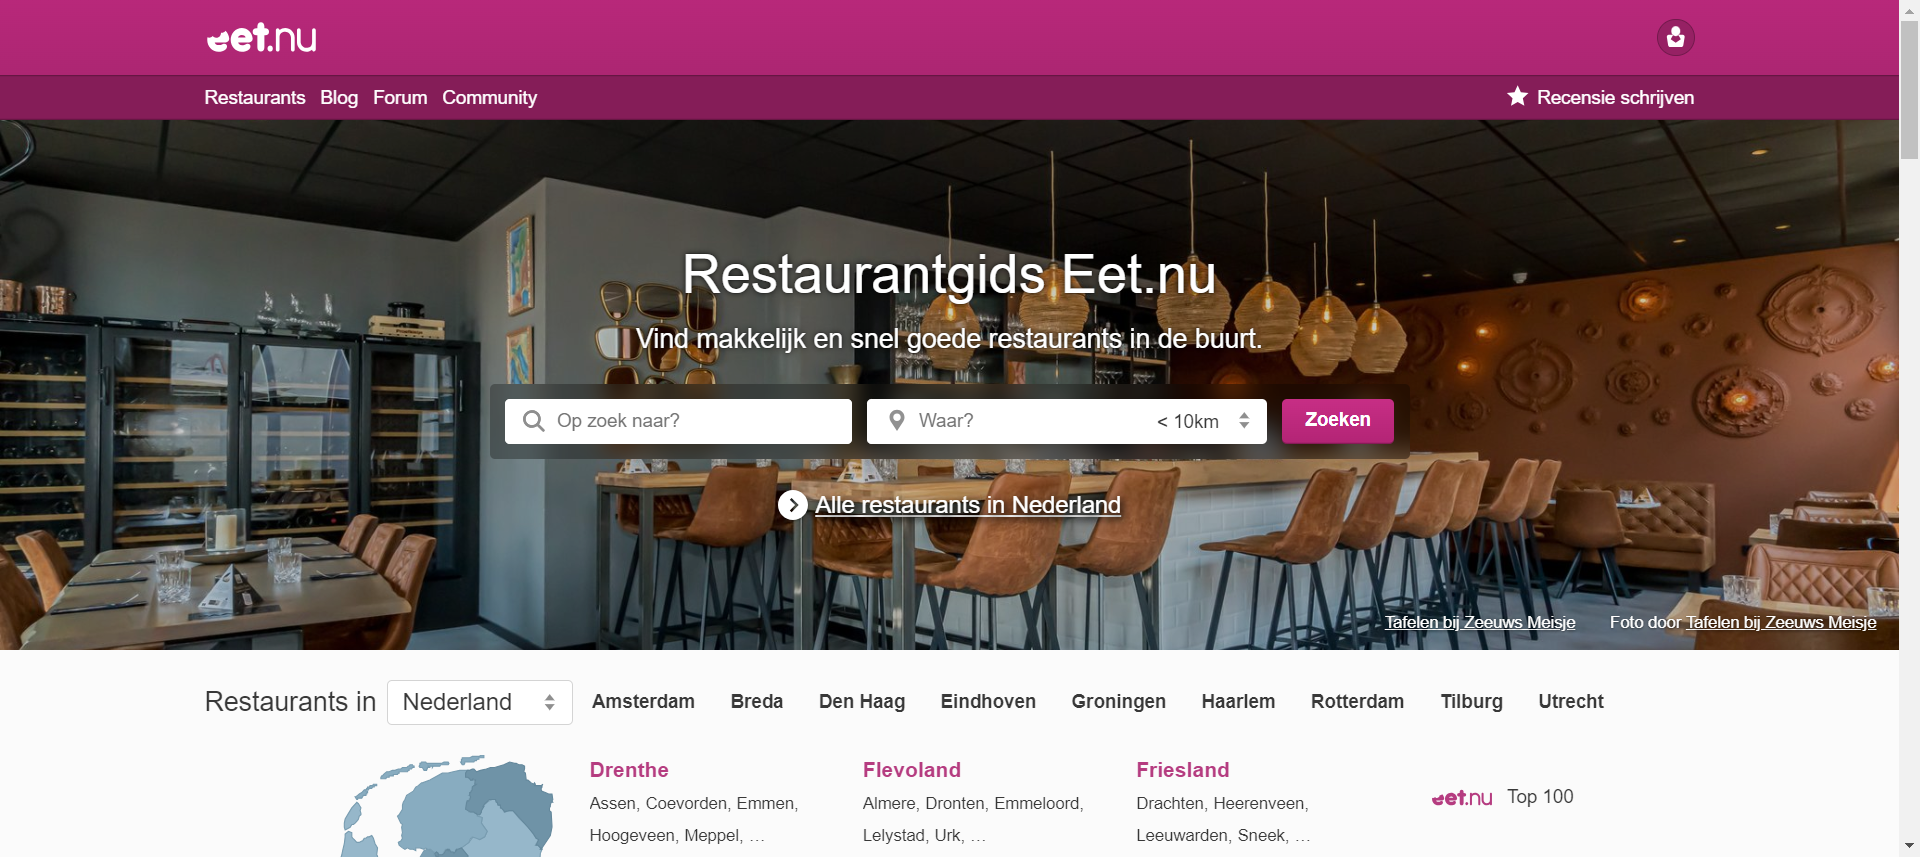 eet.nu
Restaurants Blog Forum Community
Recensie schrijven
Restaurantgids Eet.nu
Vind makkelijk en snel goede restaurants in de buurt.
Op zoek naar?
Waar?
< 10km
Zoeken
Alle restaurants in Nederland
Tafelen bij Zeeuws Meisje
Foto door Tafelen bij Zeeuws Meisje
Restaurants in
Nederland
Amsterdam Breda Den Haag Eindhoven Groningen Haarlem Rotterdam Tilburg Utrecht
Drenthe
Assen, Coevorden, Emmen,
Hoogeveen, Meppel, …
Flevoland
Almere, Dronten, Emmeloord,
Lelystad, Urk, …
Friesland
Drachten, Heerenveen,
Leeuwarden, Sneek, …
eet.nu Top 100